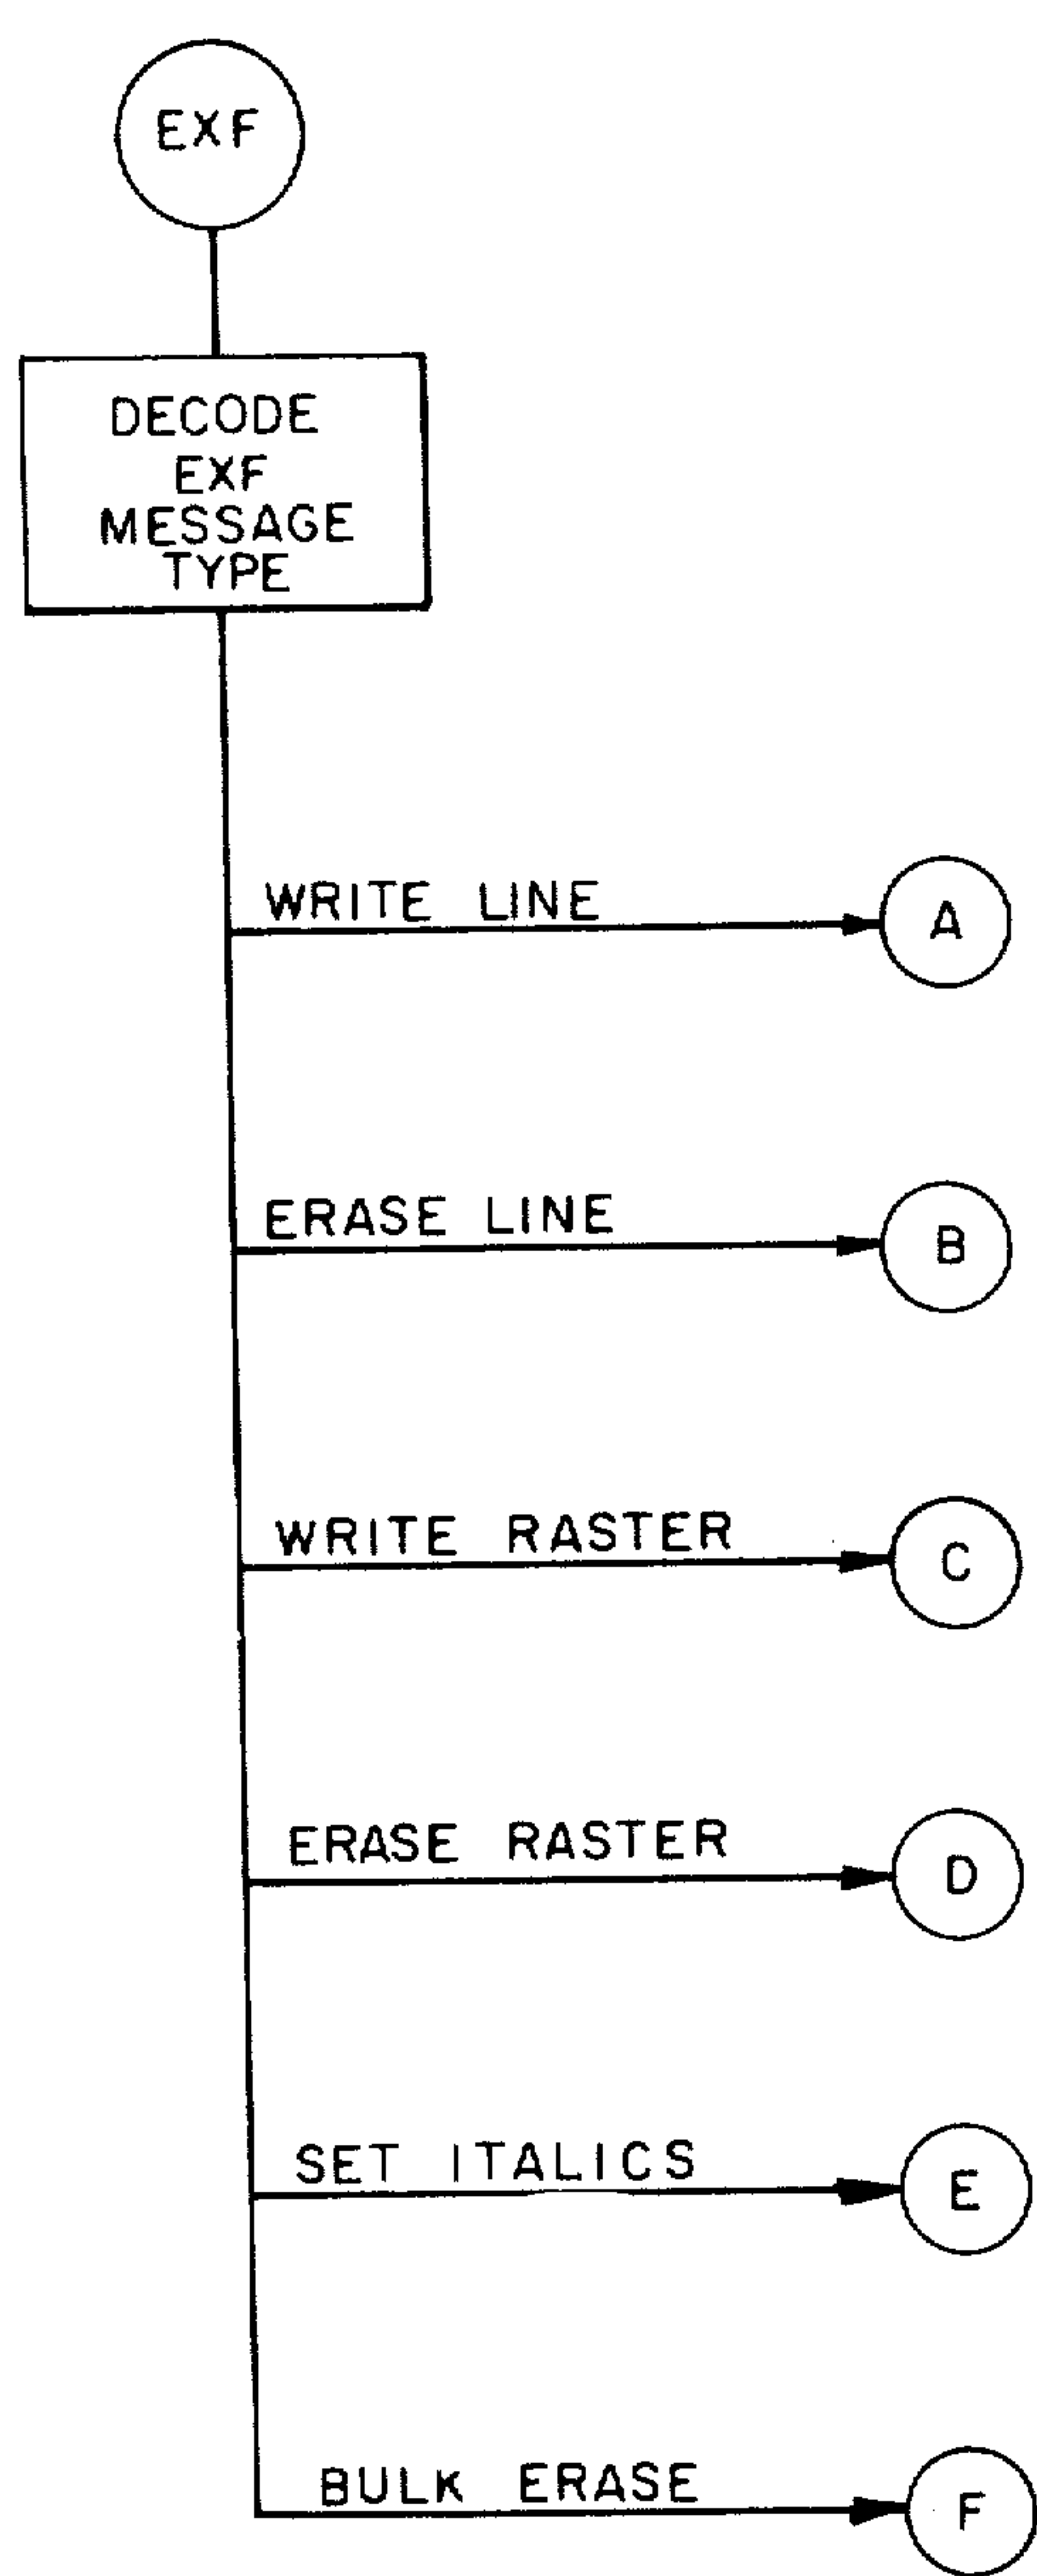 EXF
DECODE
EXF
MESSAGE
TYPE
WRITE LINE
A
ERASE LINE
B
WRITE RASTER
C
ERASE RASTER
D
SET ITALICS
E
BULK ERASE
F